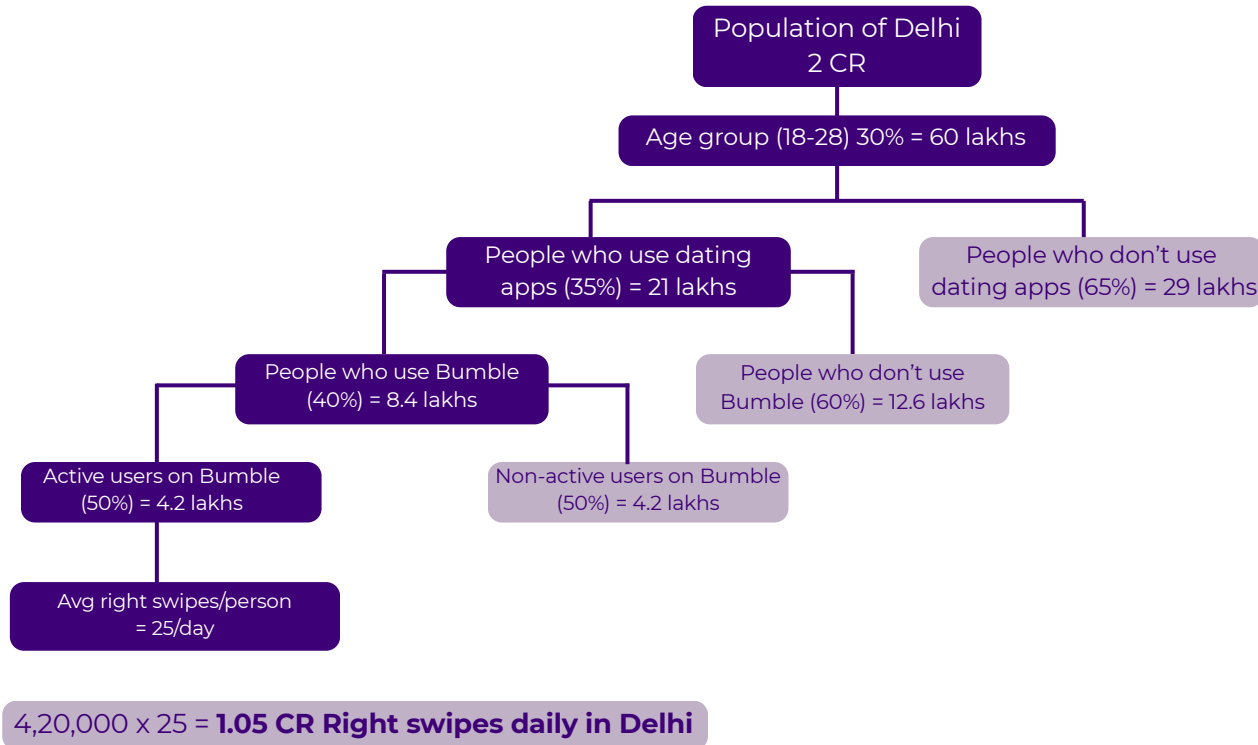 Population of Delhi
2 CR
Age group (18-28) 30% = 60 lakhs
People who use dating
apps (35%) = 21 lakhs
People who don’t use
dating apps (65%) = 29 lakhs
People who use Bumble
(40%) = 8.4 lakhs
People who don’t use
Bumble (60%) = 12.6 lakhs
Active users on Bumble
(50%) = 4.2 lakhs
Non-active users on Bumble
(50%) = 4.2 lakhs
Avg right swipes/person
= 25/day
4,20,000 x 25 = 1.05 CR Right swipes daily in Delhi